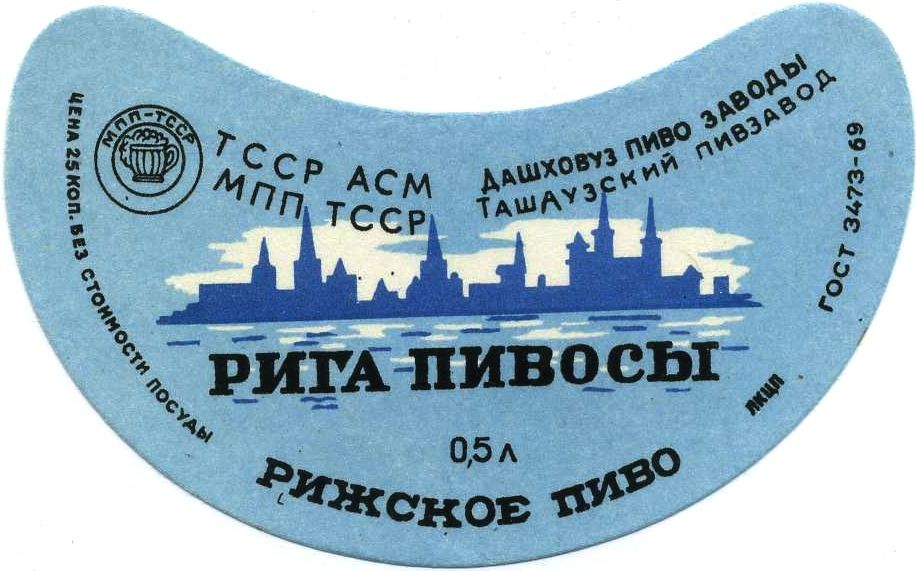 МПП-ТССР
ТССР АСМ
МПП ТССР
ДАШХОВУЗ ПИВО ЗАВОДЫ
ТАШАУЗСКИЙ ПИВЗАВОД
ЦЕНА 25 КОП. БЕЗ СТОИМОСТИ ПОСУДЫ
ГОСТ 3473-69
РИГА ПИВОСЫ
0,5 л
ЛКЦП
РИЖСКОЕ ПИВО